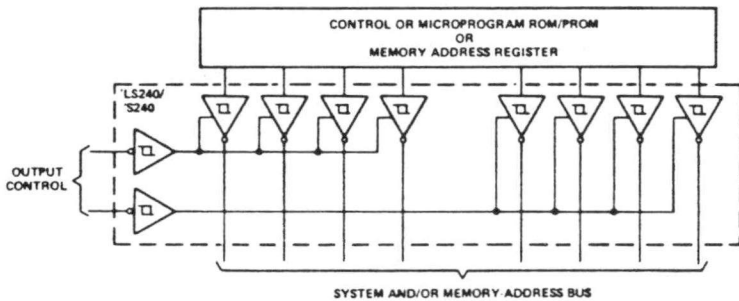 CONTROL OR MICROPROGRAM ROM/PROM
OR
MEMORY ADDRESS REGISTER
'LS240/
'S240
OUTPUT
CONTROL
SYSTEM AND/OR MEMORY-ADDRESS BUS